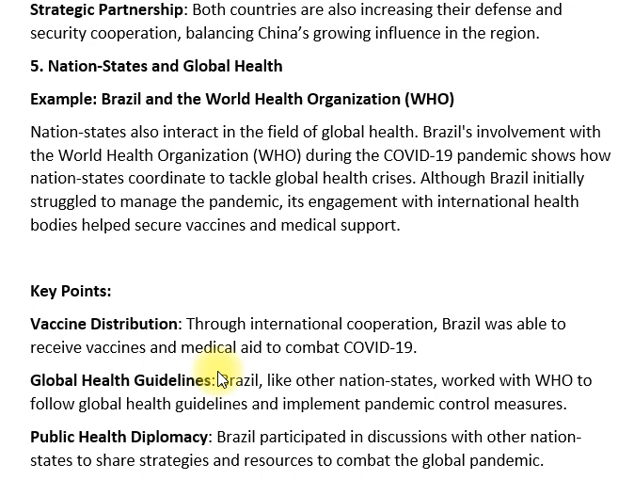 Strategic Partnership: Both countries are also increasing their defense and
security cooperation, balancing China’s growing influence in the region.
5. Nation-States and Global Health
Example: Brazil and the World Health Organization (WHO)
Nation-states also interact in the field of global health. Brazil's involvement with
the World Health Organization (WHO) during the COVID-19 pandemic shows how
nation-states coordinate to tackle global health crises. Although Brazil initially
struggled to manage the pandemic, its engagement with international health
bodies helped secure vaccines and medical support.
Key Points:
Vaccine Distribution: Through international cooperation, Brazil was able to
receive vaccines and medical aid to combat COVID-19.
Global Health Guidelines: Brazil, like other nation-states, worked with WHO to
follow global health guidelines and implement pandemic control measures.
Public Health Diplomacy: Brazil participated in discussions with other nation-
states to share strategies and resources to combat the global pandemic.